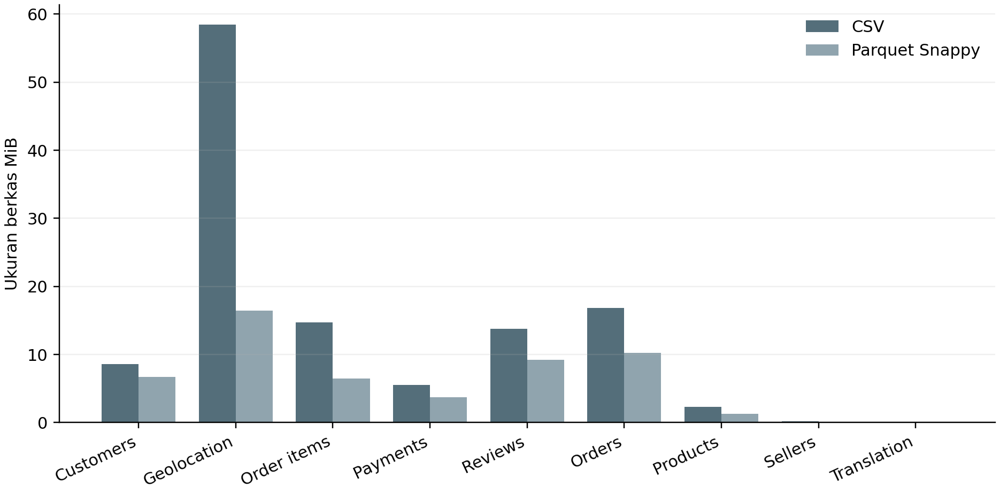 CSV
Parquet Snappy
Ukuran berkas MiB
60
50
40
30
20
10
0
Customers
Geolocation
Order items
Payments
Reviews
Orders
Products
Sellers
Translation